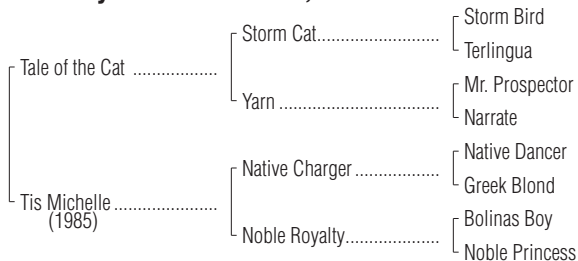 Storm Bird
Storm Cat..................................
Terlingua
Tale of the Cat ..................
Mr. Prospector
Yarn ..........................................
Narrate
Native Dancer
Native Charger ......................
Greek Blond
Tis Michelle ......................
(1985)
Bolinas Boy
Noble Royalty.........................
Noble Princess